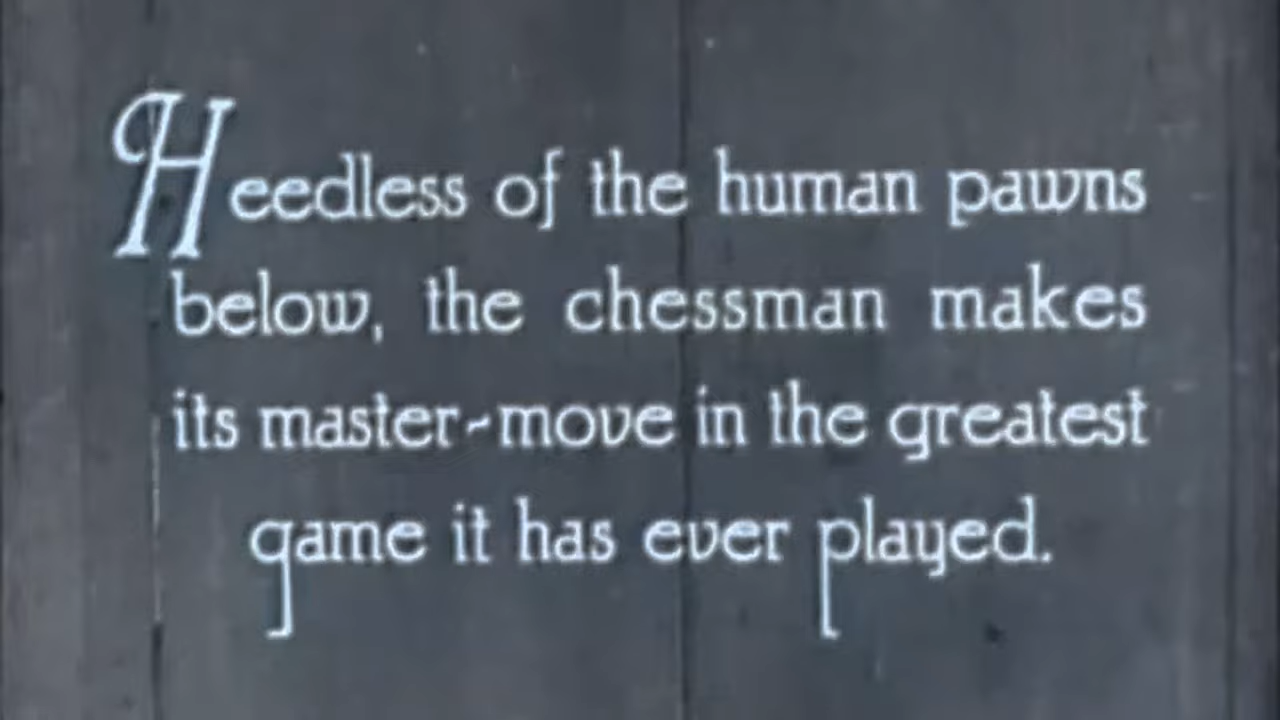 Heedless of the human pawns
below, the chessman makes
its master-move in the greatest
game it has ever played.